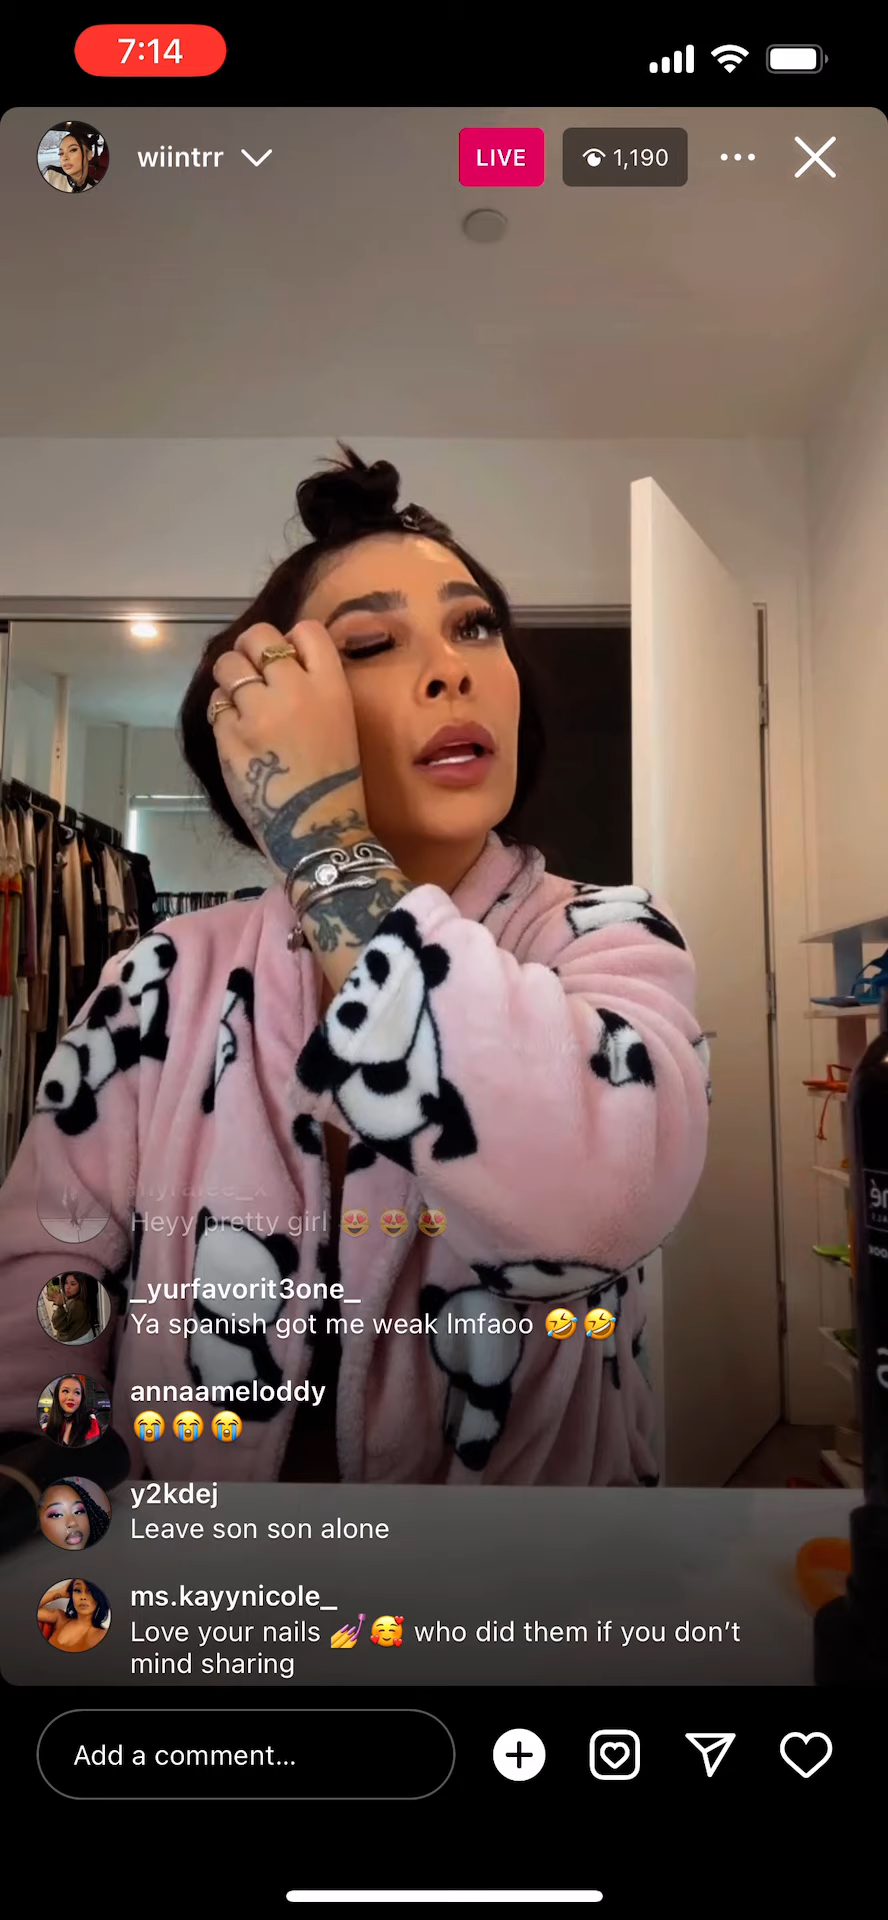 7:14
wiintrr
LIVE
1,190
Heyy pretty girl 😻 😻 😻
_yurfavorit3one_
Ya spanish got me weak lmfaoo 🤣🤣
annaameloddy
😭😭😭
y2kdej
Leave son son alone
ms.kayynicole_
Love your nails 💅🥰 who did them if you don’t
mind sharing
Add a comment...